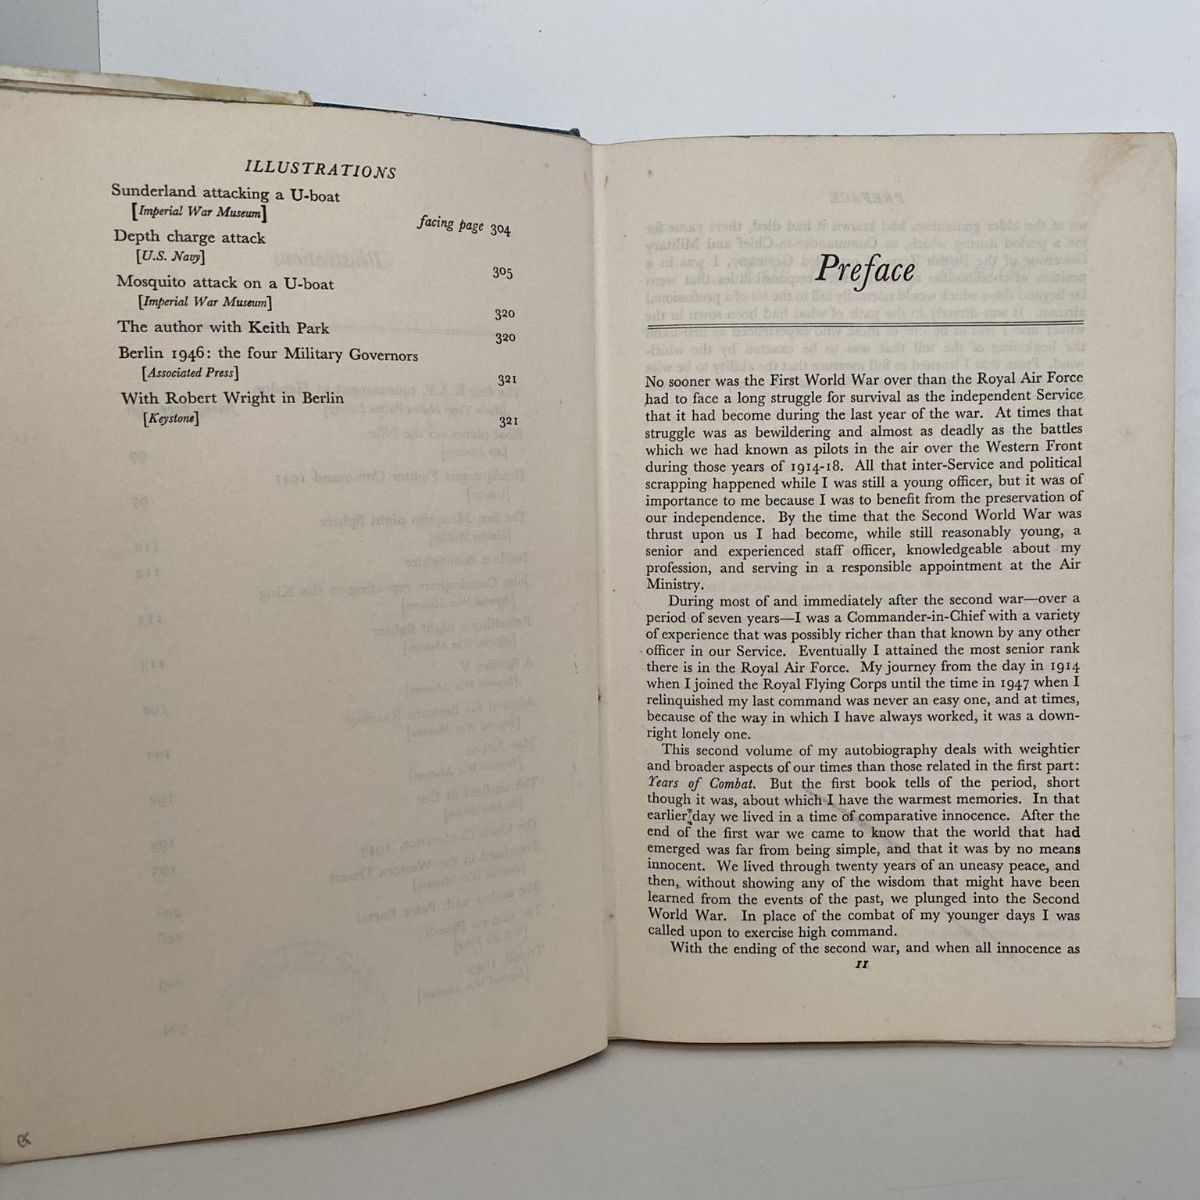 ILLUSTRATIONS
Sunderland attacking a U-boat
[Imperial War Museum]
facing page 304
Depth charge attack
[U.S. Navy]
305
Mosquito attack on a U-boat
[Imperial War Museum]
320
The author with Keith Park
320
Berlin 1946: the four Military Governors
[Associated Press]
321
With Robert Wright in Berlin
[Keystone]
321
Preface
No sooner was the First World War over than the Royal Air Force
had to face a long struggle for survival as the independent Service
that it had become during the last year of the war. At times that
struggle was as bewildering and almost as deadly as the battles
which we had known as pilots in the air over the Western Front
during those years of 1914-18. All that inter-Service and political
scrapping happened while I was still a young officer, but it was of
importance to me because I was to benefit from the preservation of
our independence. By the time that the Second World War was
thrust upon us I had become, while still reasonably young, a
senior and experienced staff officer, knowledgeable about my
profession, and serving in a responsible appointment at the Air
Ministry.
During most of and immediately after the second war—over a
period of seven years—I was a Commander-in-Chief with a variety
of experience that was possibly richer than that known by any other
officer in our Service. Eventually I attained the most senior rank
there is in the Royal Air Force. My journey from the day in 1914
when I joined the Royal Flying Corps until the time in 1947 when I
relinquished my last command was never an easy one, and at times,
because of the way in which I have always worked, it was a down-
right lonely one.
This second volume of my autobiography deals with weightier
and broader aspects of our times than those related in the first part:
Years of Combat. But the first book tells of the period, short
though it was, about which I have the warmest memories. In that
earlier day we lived in a time of comparative innocence. After the
end of the first war we came to know that the world that had
emerged was far from being simple, and that it was by no means
innocent. We lived through twenty years of an uneasy peace, and
then, without showing any of the wisdom that might have been
learned from the events of the past, we plunged into the Second
World War. In place of the combat of my younger days I was
called upon to exercise high command.
With the ending of the second war, and when all innocence as
11